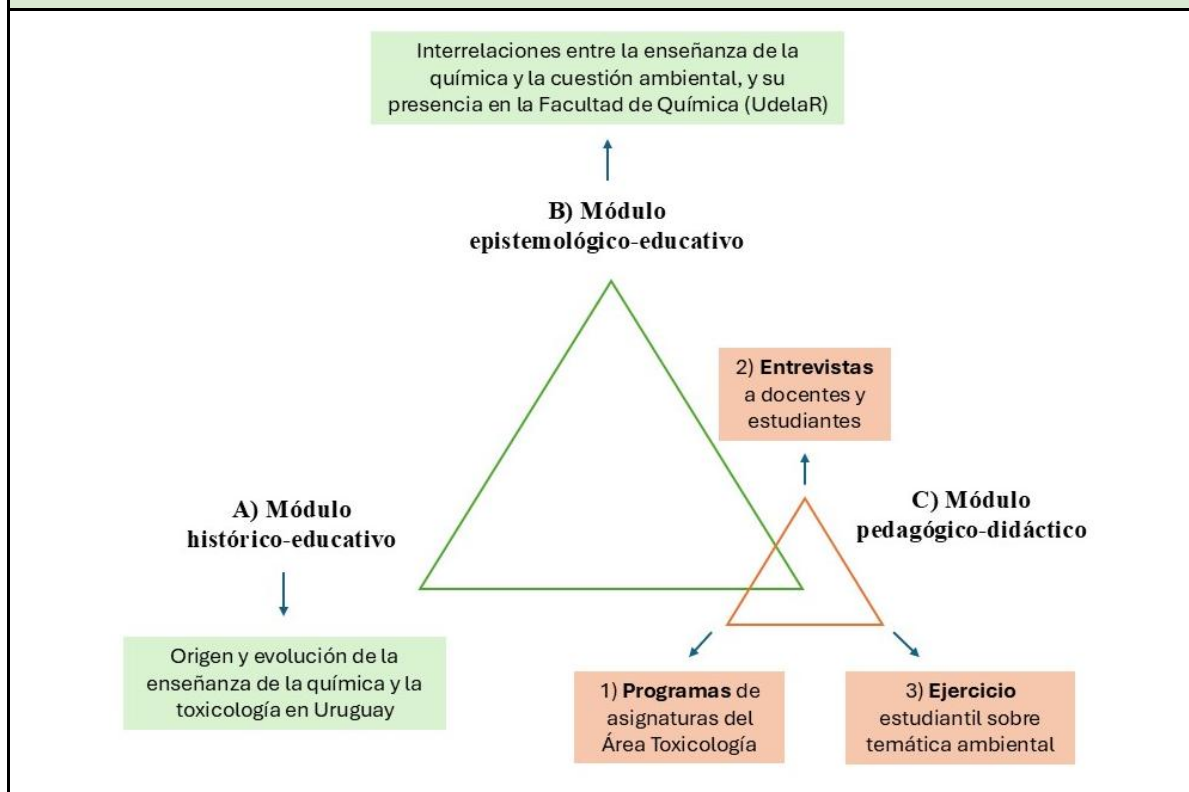 Interrelaciones entre la enseñanza de la
química y la cuestión ambiental, y su
presencia en la Facultad de Química (UdelaR)
B) Módulo
epistemológico-educativo
2) Entrevistas
a docentes y
estudiantes
A) Módulo
histórico-educativo
C) Módulo
pedagógico-didáctico
Origen y evolución de la
enseñanza de la química y la
toxicología en Uruguay
1) Programas de
asignaturas del
Área Toxicología
3) Ejercicio
estudiantil sobre
temática ambiental